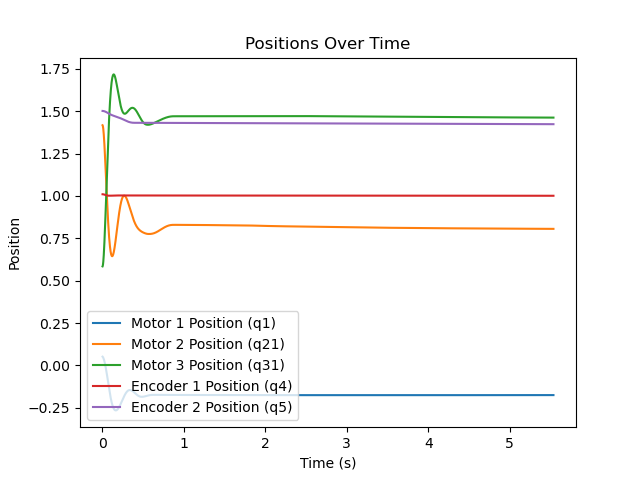 Positions Over Time
1.75
1.50
1.25
1.00
0.75
0.50
0.25
0.00
−0.25
Position
Motor 1 Position (q1)
Motor 2 Position (q21)
Motor 3 Position (q31)
Encoder 1 Position (q4)
Encoder 2 Position (q5)
0 1 2 3 4 5
Time (s)